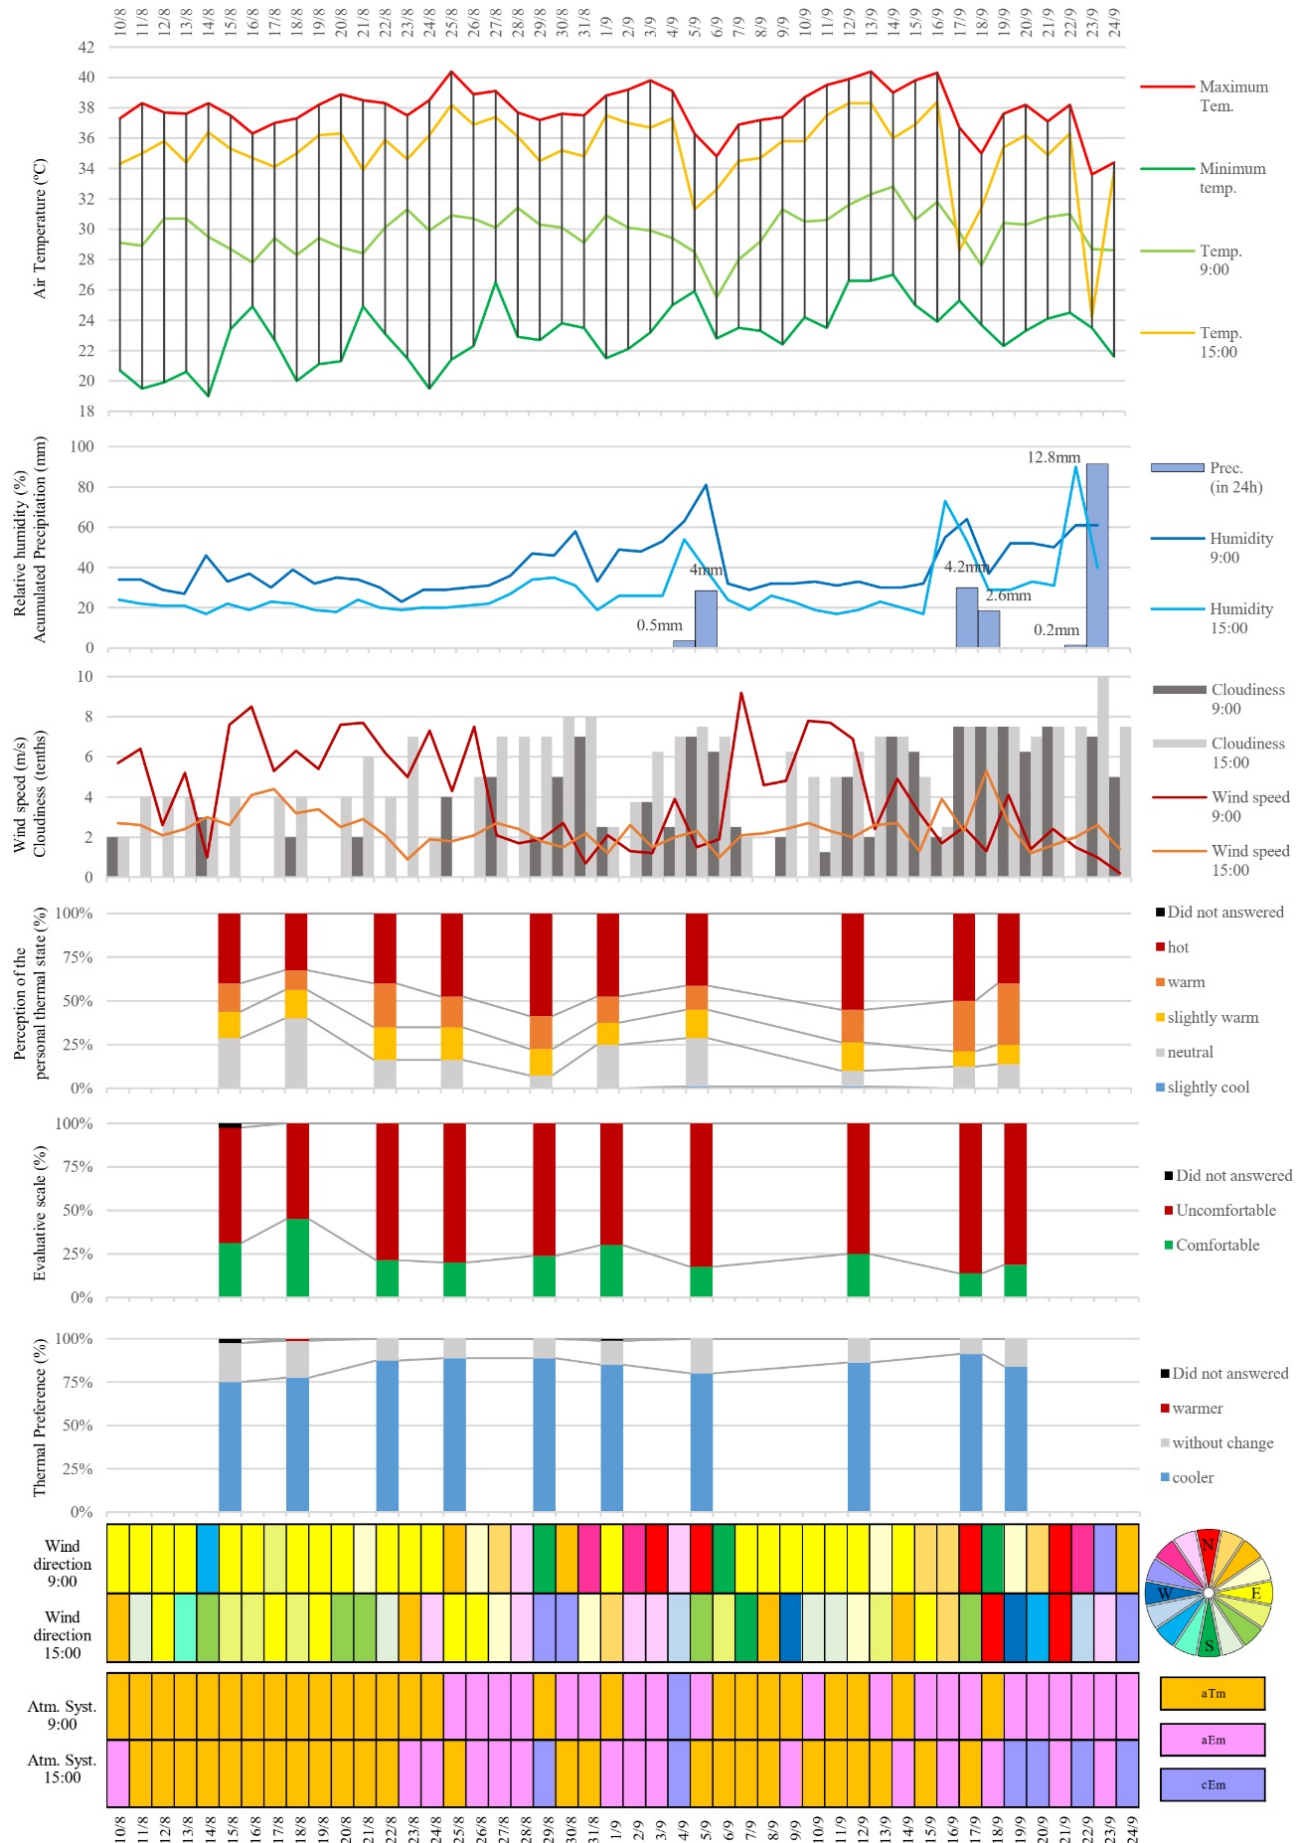 10/8 11/8 12/8 13/8 14/8 15/8 16/8 17/8 18/8 19/8 20/8 21/8 22/8 23/8 24/8 25/8 26/8 27/8 28/8 29/8 30/8 31/8 1/9 2/9 3/9 4/9 5/9 6/9 7/9 8/9 9/9 10/9 11/9 12/9 13/9 14/9 15/9 16/9 17/9 18/9 19/9 20/9 21/9 22/9 23/9 24/9
Air Temperature (°C)
42
40
38
36
34
32
30
28
26
24
22
20
18
Maximum
Tem.
Minimum
temp.
Temp.
9:00
Temp.
15:00
Relative humidity (%)
Acumulated Precipitation (mm)
100
80
60
40
20
0
0.5mm
4mm
4.2mm
2.6mm
0.2mm
12.8mm
Prec.
(in 24h)
Humidity
9:00
Humidity
15:00
Wind speed (m/s)
Cloudiness (tenths)
10
8
6
4
2
0
Cloudiness
9:00
Cloudiness
15:00
Wind speed
9:00
Wind speed
15:00
Perception of the
personal thermal state (%)
100%
75%
50%
25%
0%
Did not answered
hot
warm
slightly warm
neutral
slightly cool
Evaluative scale (%)
100%
75%
50%
25%
0%
Did not answered
Uncomfortable
Comfortable
Thermal Preference (%)
100%
75%
50%
25%
0%
Did not answered
warmer
without change
cooler
Wind
direction
9:00
Wind
direction
15:00
N
W E
S
Atm. Syst.
9:00
Atm. Syst.
15:00
aTm
aEm
cEm
10/8 11/8 12/8 13/8 14/8 15/8 16/8 17/8 18/8 19/8 20/8 21/8 22/8 23/8 24/8 25/8 26/8 27/8 28/8 29/8 30/8 31/8 1/9 2/9 3/9 4/9 5/9 6/9 7/9 8/9 9/9 10/9 11/9 12/9 13/9 14/9 15/9 16/9 17/9 18/9 19/9 20/9 21/9 22/9 23/9 24/9